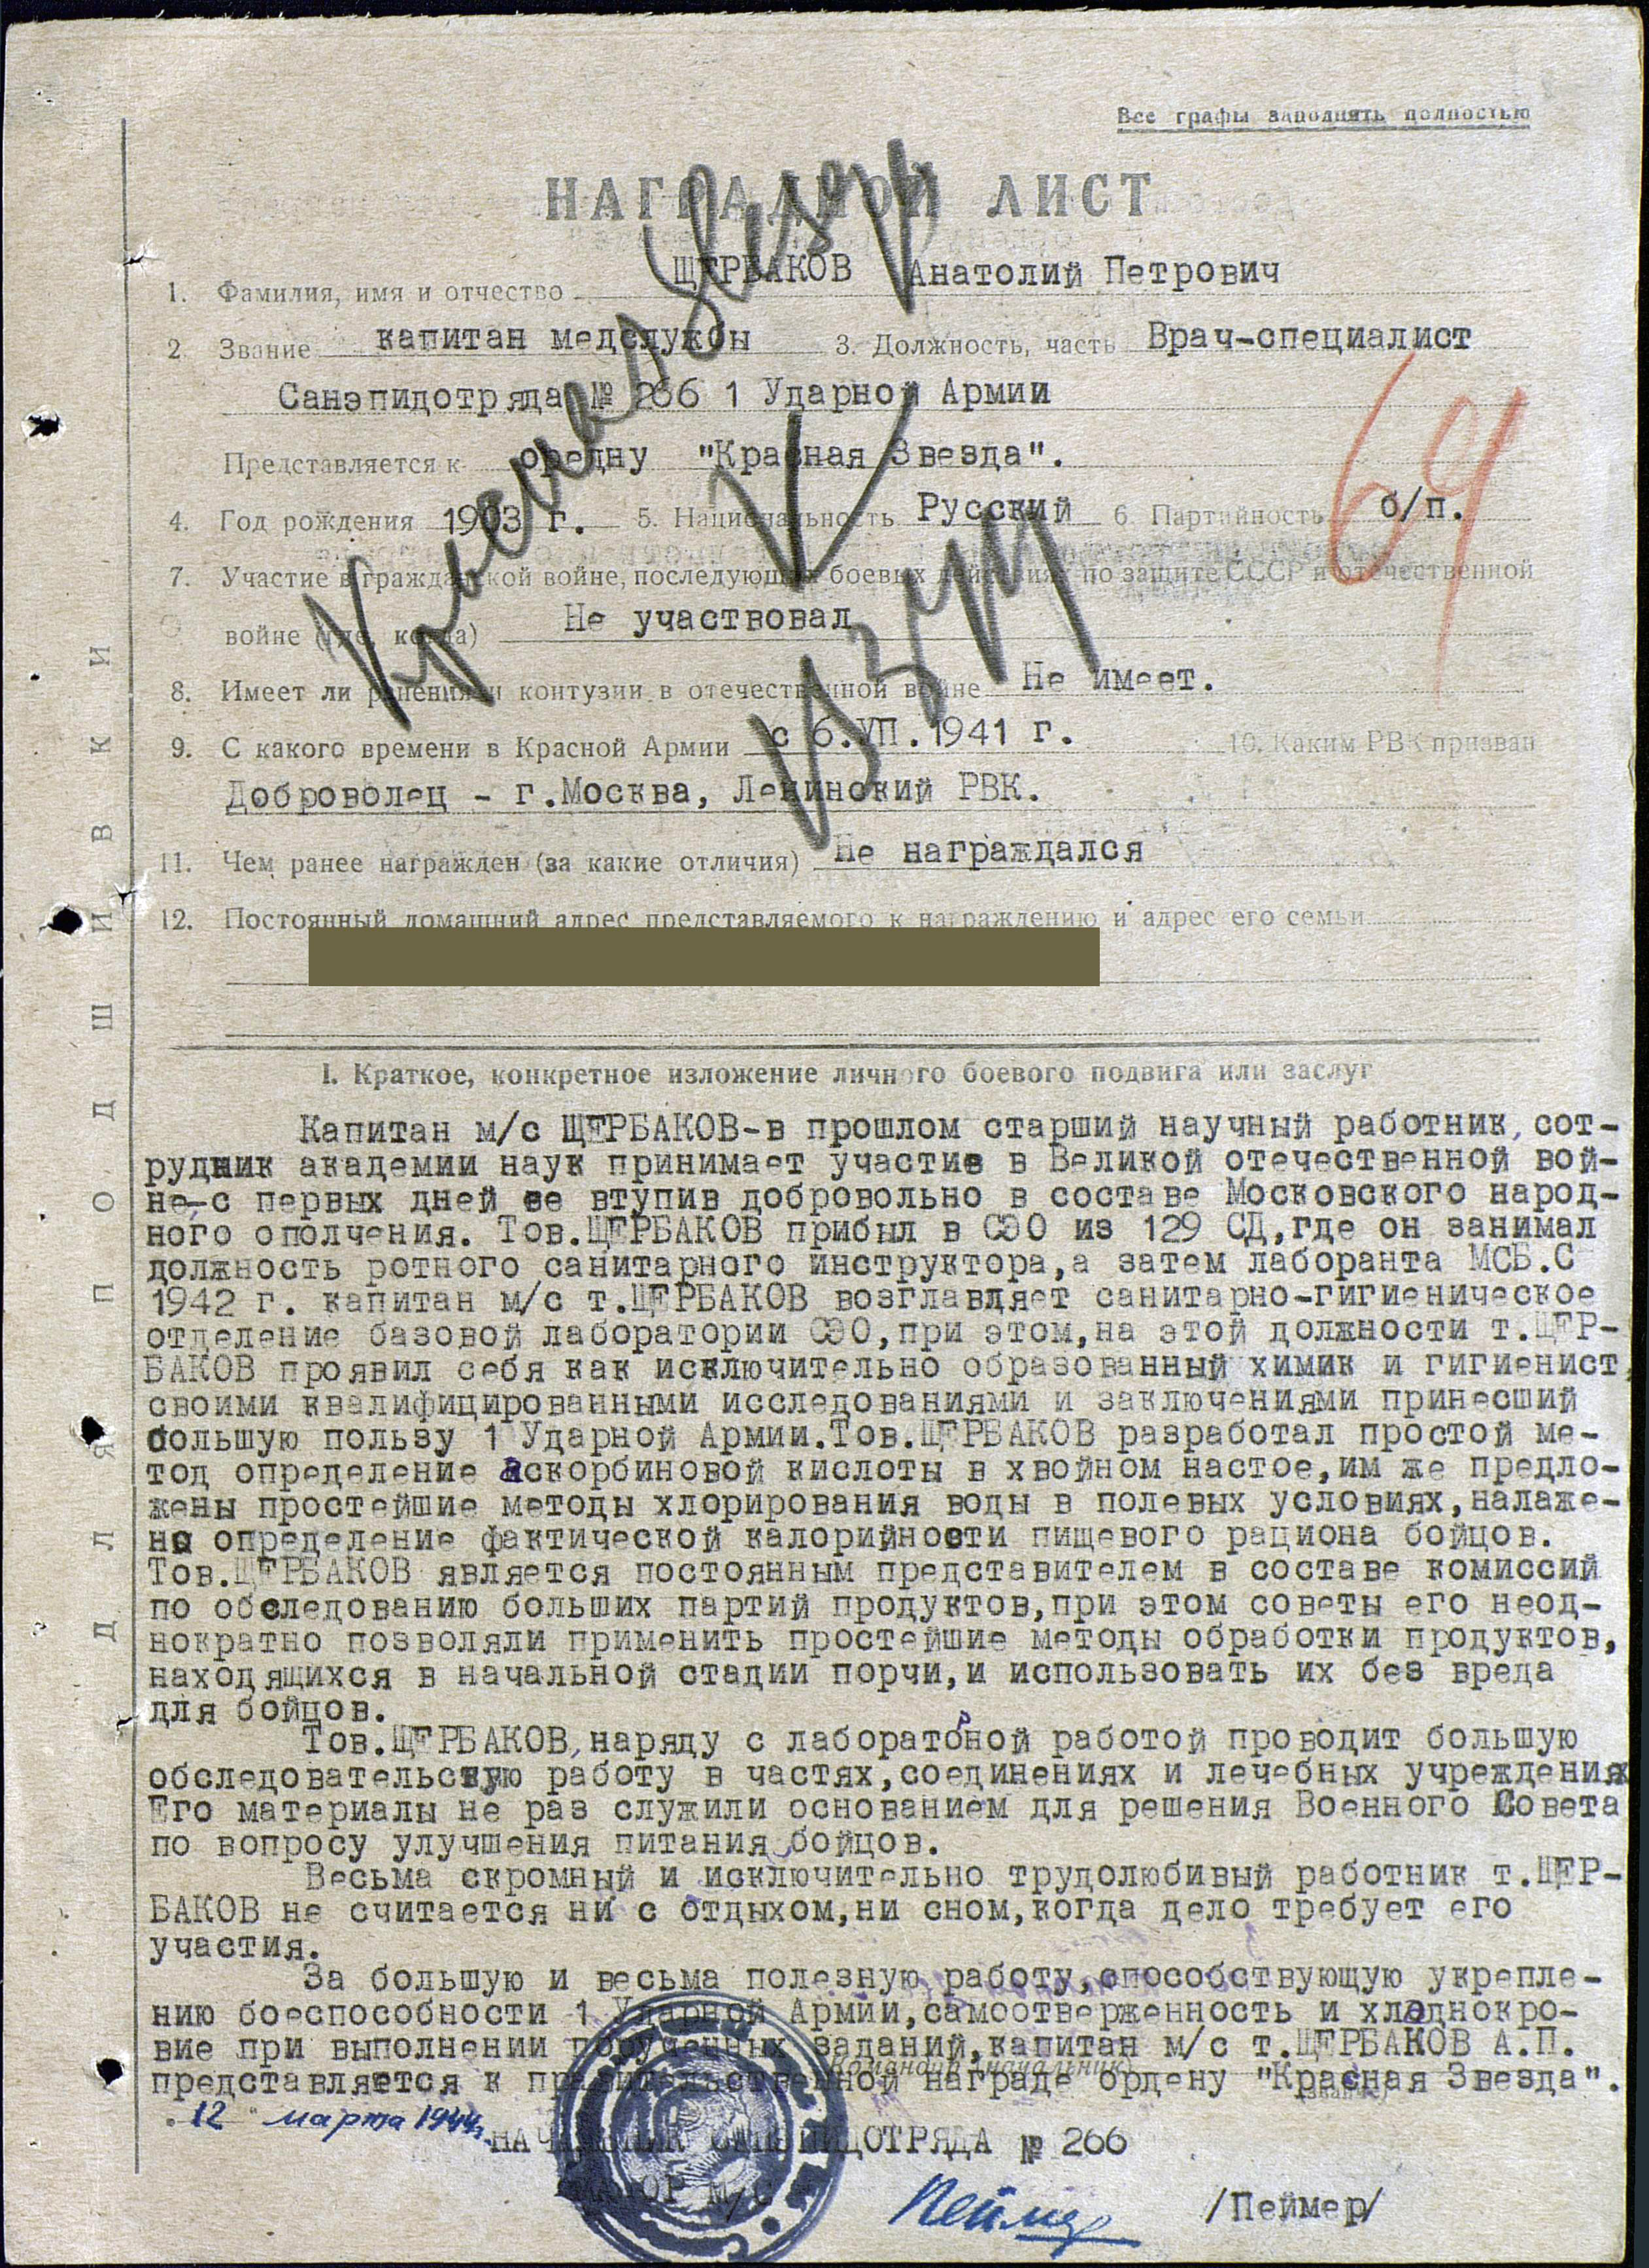 Все графы заполнять полностью
НАГРАДНОЙ ЛИСТ
1. Фамилия, имя и отчество ЩЕРБАКОВ Анатолий Петрович
2. Звание капитан медслужбы 3. Должность, часть Врач-специалист
Санэпидотряда № 266 1 Ударной Армии
Представляется к оредну "Красная Звезда".
4. Год рождения 1903 г. 5. Национальность Русский 6. Партийность б/п.
7. Участие в гражданской войне, последующих боевых действиях по защите СССР и отечественной
войне (где, когда) Не участвовал
8. Имеет ли ранения и контузии в отечественной войне Не имеет.
9. С какого времени в Красной Армии с 6.УП.1941 г. 10. Каким РВК призван
Доброволец - г.Москва, Ленинский РВК.
11. Чем ранее награжден (за какие отличия) Не награждался
12. Постоянный домашний адрес представляемого к награждению и адрес его семьи
Красная Звезда
64
ДЛЯ ПОДШИВКИ
I. Краткое, конкретное изложение личного боевого подвига или заслуг
Капитан м/с ЩЕРБАКОВ-в прошлом старший научный работник, сот-
рудник академии наук принимает участие в Великой отечественной вой-
не,-с первых дней ее втупив добровольно в составе Московского народ-
ного ополчения. Тов.ЩЕРБАКОВ прибыл в СЭО из 129 СД,где он занимал
должность ротного санитарного инструктора,а затем лаборанта МСБ.С
1942 г. капитан м/с т.ЩЕРБАКОВ возглавляет санитарно-гигиеническое
отделение базовой лаборатории СЭО,при этом,на этой должности т.ЩЕР-
БАКОВ проявил себя как исключительно образованный химик и гигиенист,
своими квалифицированными исследованиями и заключениями принесший
большую пользу 1 Ударной Армии.Тов.ЩЕРБАКОВ разработал простой ме-
тод определение аскорбиновой кислоты в хвойном настое,им же предло-
жены простейшие методы хлорирования воды в полевых условиях,налаже-
но определение фактической калорийности пищевого рациона бойцов.
Тов.ЩЕРБАКОВ является постоянным представителем в составе комиссий
по обследованию больших партий продуктов,при этом советы его неод-
нократно позволяли применить простейшие методы обработки продуктов,
находящихся в начальной стадии порчи,и использовать их без вреда
для бойцов.
Тов.ЩЕРБАКОВ,наряду с лабораторной работой проводит большую
обследовательскую работу в частях,соединениях и лечебных учреждения
Его материалы не раз служили основанием для решения Военного Совета
по вопросу улучшения питания бойцов.
Весьма скромный и исключительно трудолюбивый работник т.ЩЕР-
БАКОВ не считается ни с отдыхом,ни сном,когда дело требует его
участия.
За большую и весьма полезную работу,способствующую укрепле-
нию боеспособности 1 Ударной Армии,самоотверженность и хладнокро-
вие при выполнении порученных заданий,капитан м/с т.ЩЕРБАКОВ А.П.
Командир (начальник)
представляется к правительственной награде ордену "Красная Звезда".
"12" марта 1944г.
НАЧАЛЬНИК САНЭПИДОТРЯДА № 266
МАЙОР М/С Пеймер /Пеймер/